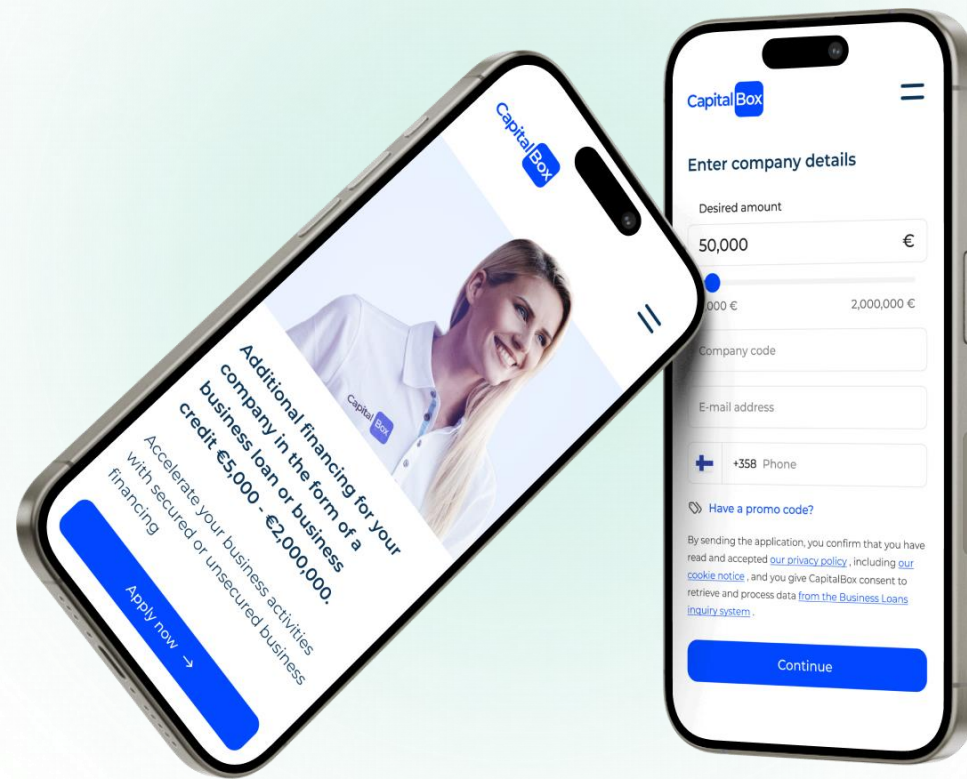 CapitalBox
Additional financing for your
company in the form of a
business loan or business
credit €5,000 - €2,000,000.
Accelerate your business activities
with secured or unsecured business
financing
Apply now →
CapitalBox
CapitalBox
Enter company details
Desired amount
50,000 €
000 € 2,000,000 €
Company code
E-mail address
+358 Phone
Have a promo code?
By sending the application, you confirm that you have
read and accepted our privacy policy , including our
cookie notice , and you give CapitalBox consent to
retrieve and process data from the Business Loans
inquiry system .
Continue